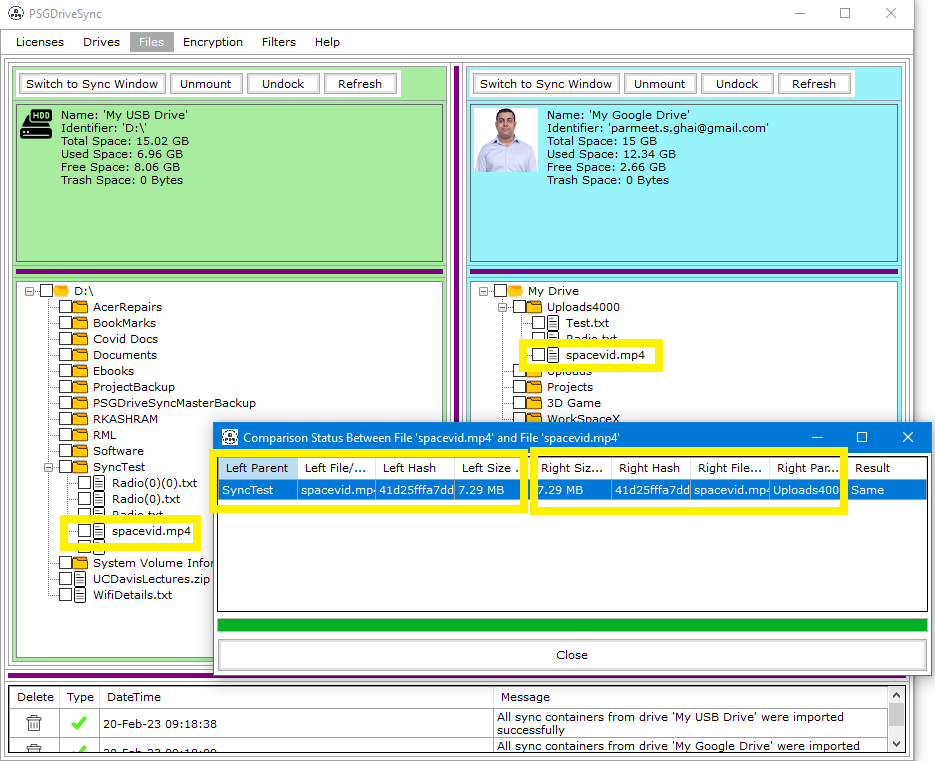 PSGDriveSync
Licenses Drives Files Encryption Filters Help
Switch to Sync Window Unmount Undock Refresh
Name: 'My USB Drive'
Identifier: 'D:\'
Total Space: 15.02 GB
Used Space: 6.96 GB
Free Space: 8.06 GB
Trash Space: 0 Bytes
HDD
D:\
AcerRepairs
BookMarks
Covid Docs
Documents
Ebooks
ProjectBackup
PSGDriveSyncMasterBackup
RKASHRAM
RML
Software
SyncTest
Radio(0)(0).txt
Radio(0).txt
Radio.txt
spacevid.mp4
System Volume Infor
UCDavisLectures.zip
WifiDetails.txt
Switch to Sync Window Unmount Undock Refresh
Name: 'My Google Drive'
Identifier: 'parmeet.s.ghai@gmail.com'
Total Space: 15 GB
Used Space: 12.34 GB
Free Space: 2.66 GB
Trash Space: 0 Bytes
My Drive
Uploads4000
Test.txt
Radio.txt
spacevid.mp4
Uploads
Projects
3D Game
WorkSpaceX
Comparison Status Between File 'spacevid.mp4' and File 'spacevid.mp4'
Left Parent Left File/... Left Hash Left Size . Right Siz... Right Hash Right File... Right Par... Result
SyncTest spacevid.mp4 41d25fffa7dd 7.29 MB 7.29 MB 41d25fffa7dd spacevid.mp4 Uploads400 Same
Close
Delete Type DateTime Message
20-Feb-23 09:18:38 All sync containers from drive 'My USB Drive' were imported
successfully
20-Feb-23 09:18:09 All sync containers from drive 'My Google Drive' were imported